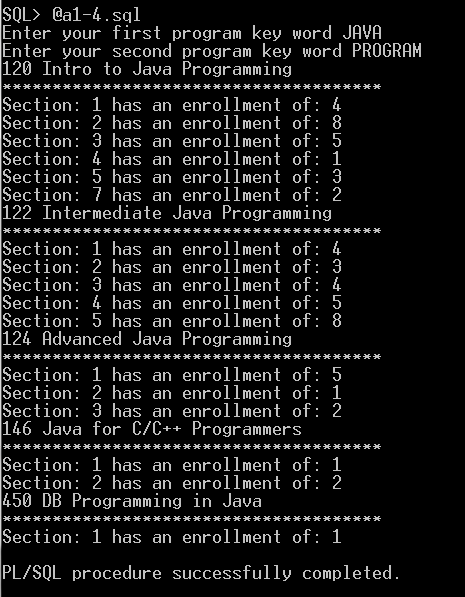 SQL> @a1-4.sql
Enter your first program key word JAVA
Enter your second program key word PROGRAM
120 Intro to Java Programming
**************************************
Section: 1 has an enrollment of: 4
Section: 2 has an enrollment of: 8
Section: 3 has an enrollment of: 5
Section: 4 has an enrollment of: 1
Section: 5 has an enrollment of: 3
Section: 7 has an enrollment of: 2
122 Intermediate Java Programming
**************************************
Section: 1 has an enrollment of: 4
Section: 2 has an enrollment of: 3
Section: 3 has an enrollment of: 4
Section: 4 has an enrollment of: 5
Section: 5 has an enrollment of: 8
124 Advanced Java Programming
**************************************
Section: 1 has an enrollment of: 5
Section: 2 has an enrollment of: 1
Section: 3 has an enrollment of: 2
146 Java for C/C++ Programmers
**************************************
Section: 1 has an enrollment of: 1
Section: 2 has an enrollment of: 2
450 DB Programming in Java
**************************************
Section: 1 has an enrollment of: 1
PL/SQL procedure successfully completed.